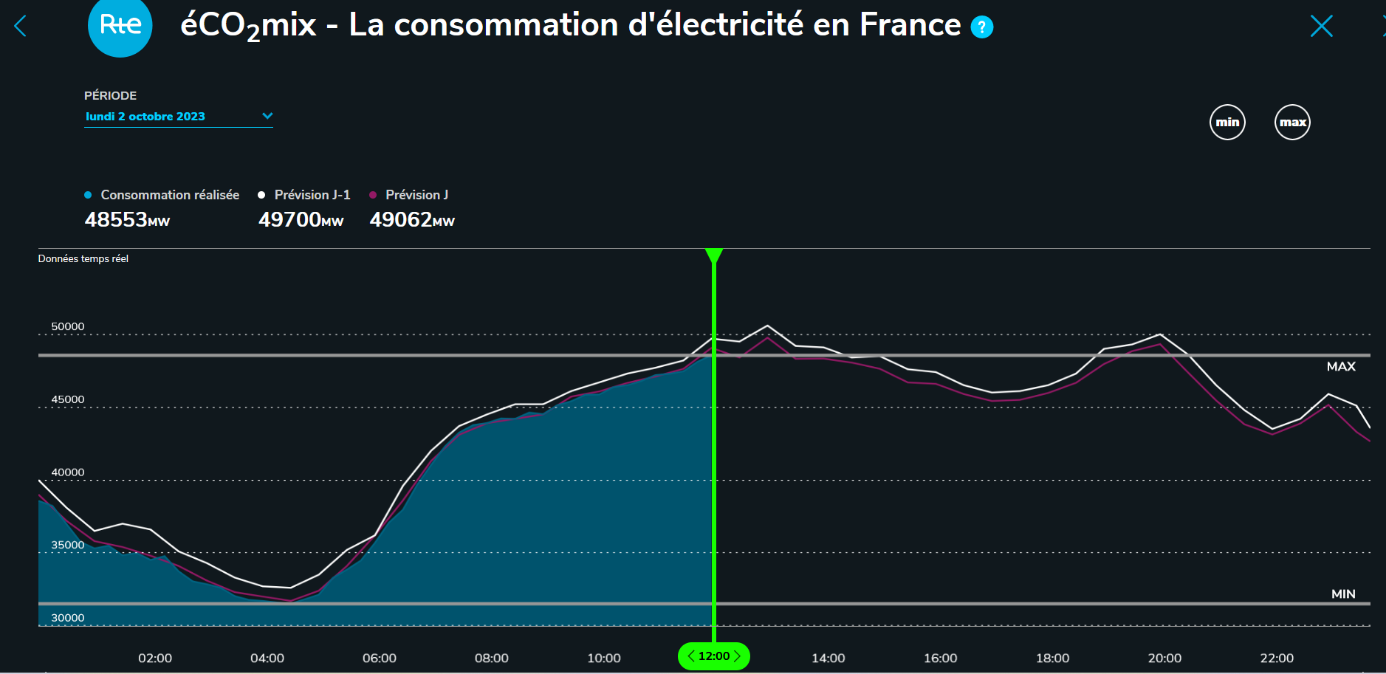 Rte
éCO2mix - La consommation d'électricité en France ?
PÉRIODE
lundi 2 octobre 2023
min max
Consommation réalisée Prévision J-1 Prévision J
48553MW 49700MW 49062MW
Données temps réel
50000
MAX
45000
40000
35000
MIN
30000
02:00 04:00 06:00 08:00 10:00 12:00 14:00 16:00 18:00 20:00 22:00